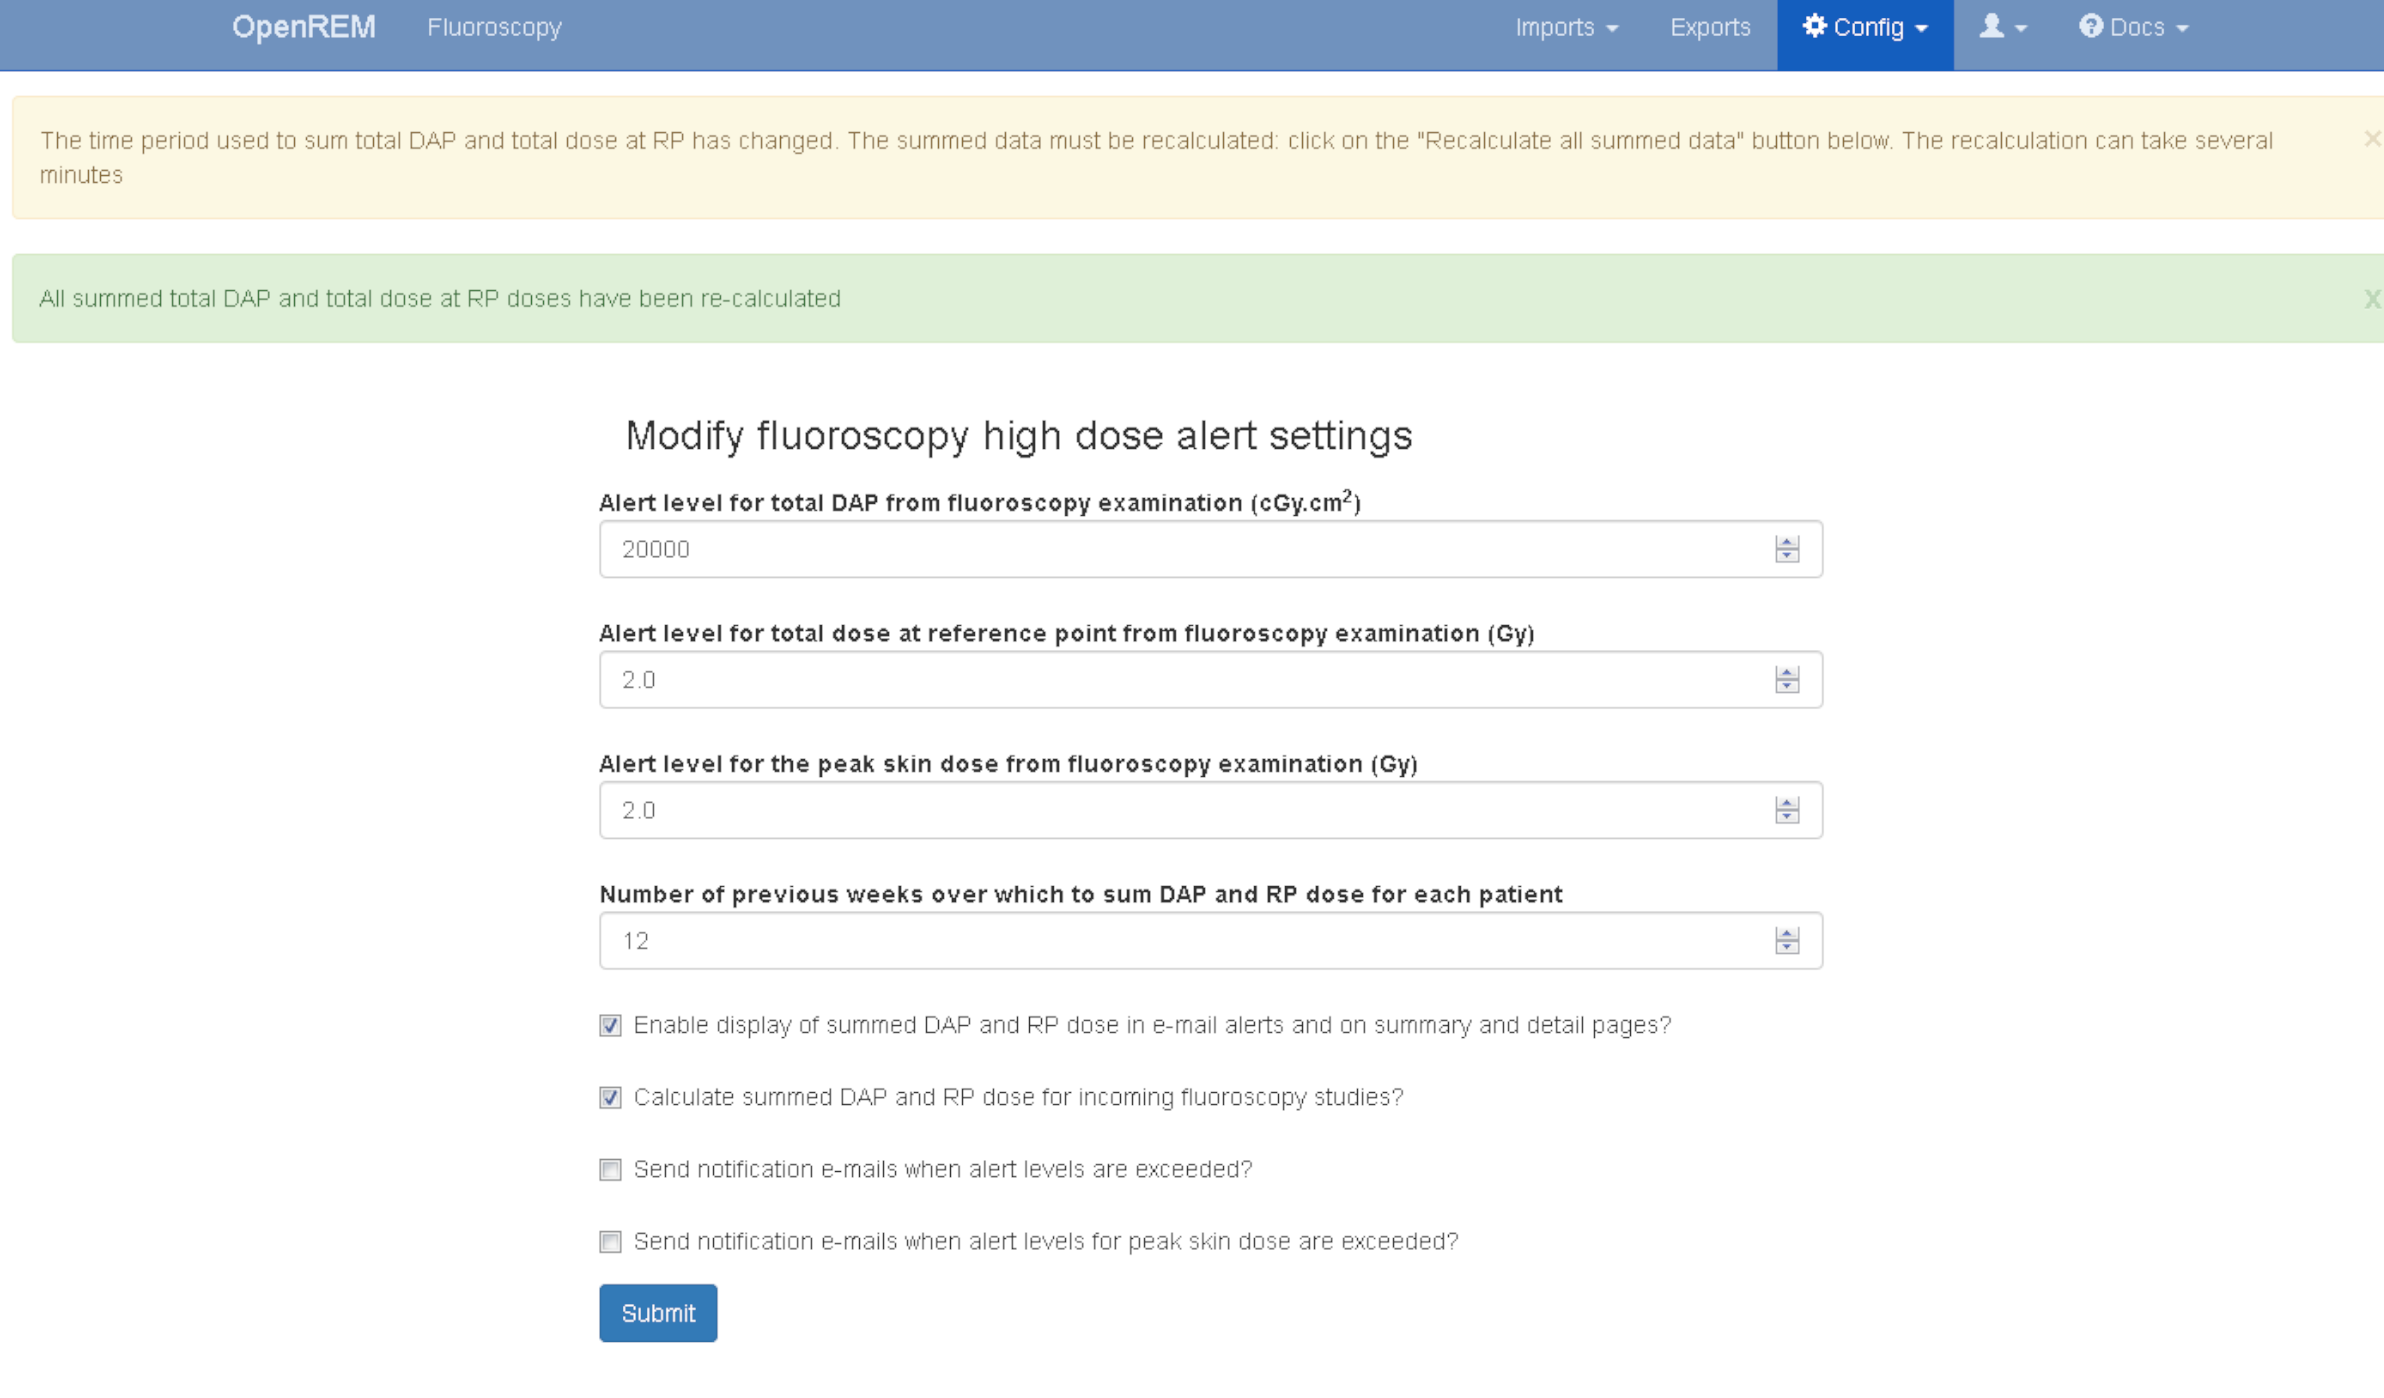 OpenREM Fluoroscopy Imports Exports Config Docs
The time period used to sum total DAP and total dose at RP has changed. The summed data must be recalculated: click on the "Recalculate all summed data" button below. The recalculation can take several
minutes
×
All summed total DAP and total dose at RP doses have been re-calculated
x
Modify fluoroscopy high dose alert settings
Alert level for total DAP from fluoroscopy examination (cGy.cm²)
20000
Alert level for total dose at reference point from fluoroscopy examination (Gy)
2.0
Alert level for the peak skin dose from fluoroscopy examination (Gy)
2.0
Number of previous weeks over which to sum DAP and RP dose for each patient
12
Enable display of summed DAP and RP dose in e-mail alerts and on summary and detail pages?
Calculate summed DAP and RP dose for incoming fluoroscopy studies?
Send notification e-mails when alert levels are exceeded?
Send notification e-mails when alert levels for peak skin dose are exceeded?
Submit